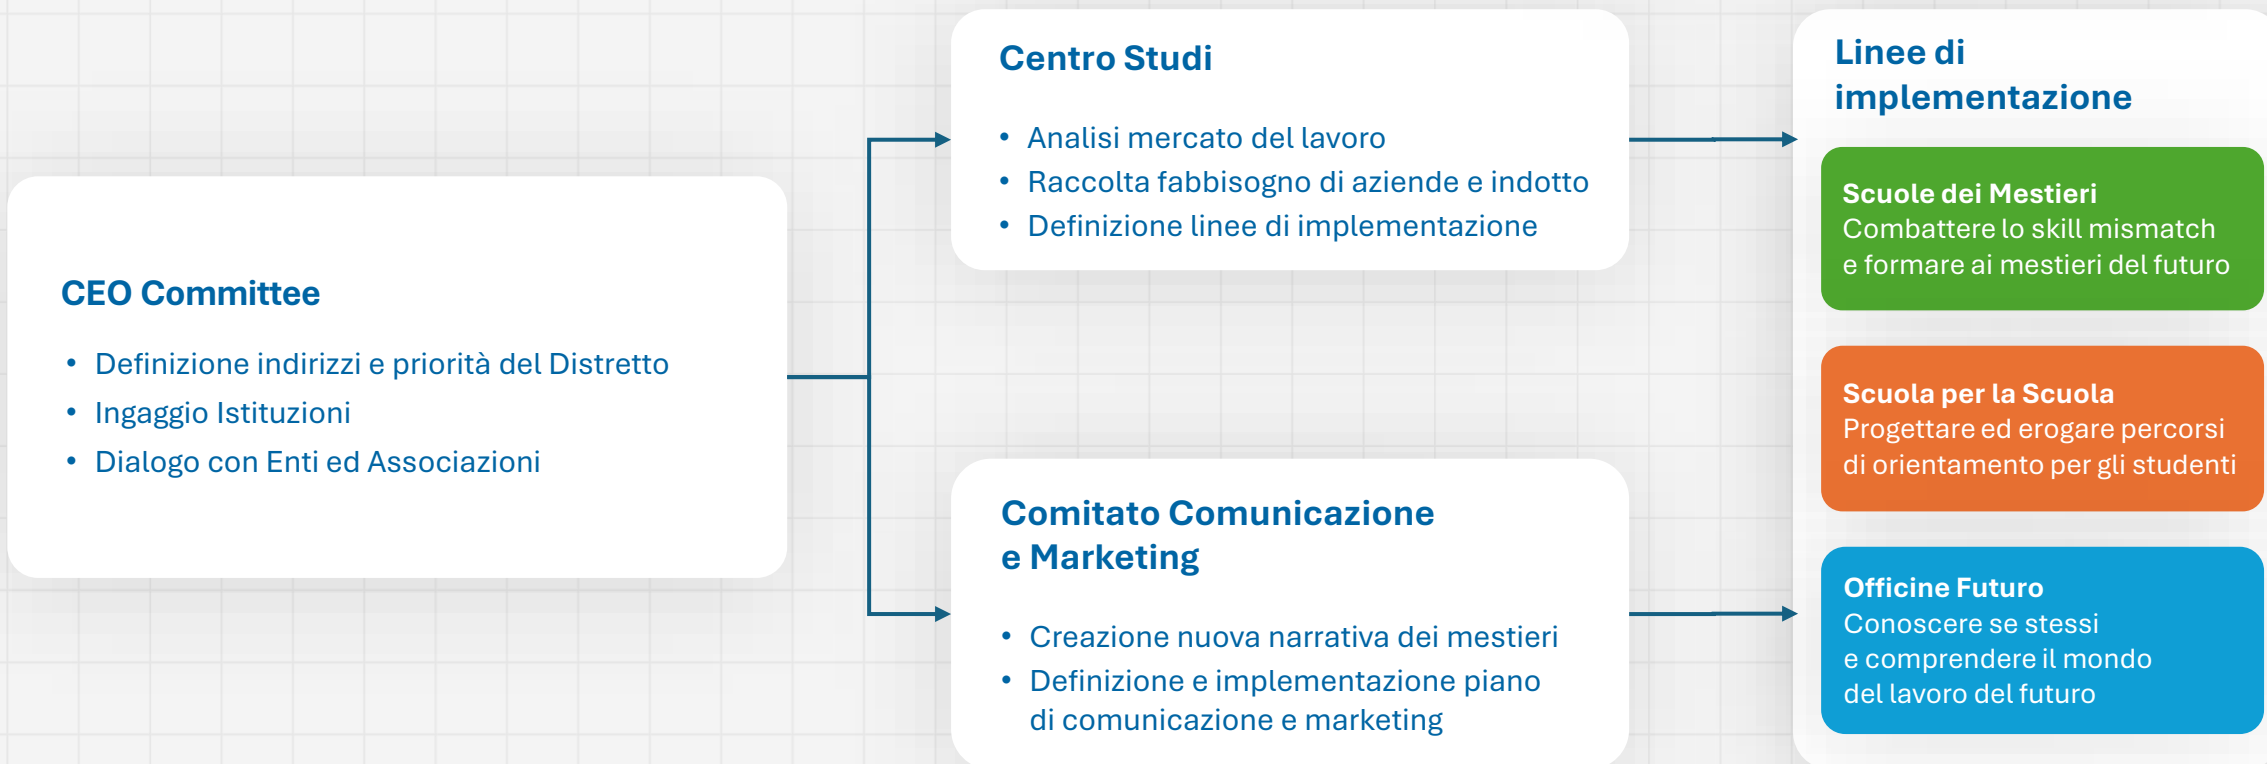 CEO Committee
• Definizione indirizzi e priorità del Distretto
• Ingaggio Istituzioni
• Dialogo con Enti ed Associazioni
Centro Studi
• Analisi mercato del lavoro
• Raccolta fabbisogno di aziende e indotto
• Definizione linee di implementazione
Comitato Comunicazione
e Marketing
• Creazione nuova narrativa dei mestieri
• Definizione e implementazione piano
di comunicazione e marketing
Linee di
implementazione
Scuole dei Mestieri
Combattere lo skill mismatch
e formare ai mestieri del futuro
Scuola per la Scuola
Progettare ed erogare percorsi
di orientamento per gli studenti
Officine Futuro
Conoscere se stessi
e comprendere il mondo
del lavoro del futuro